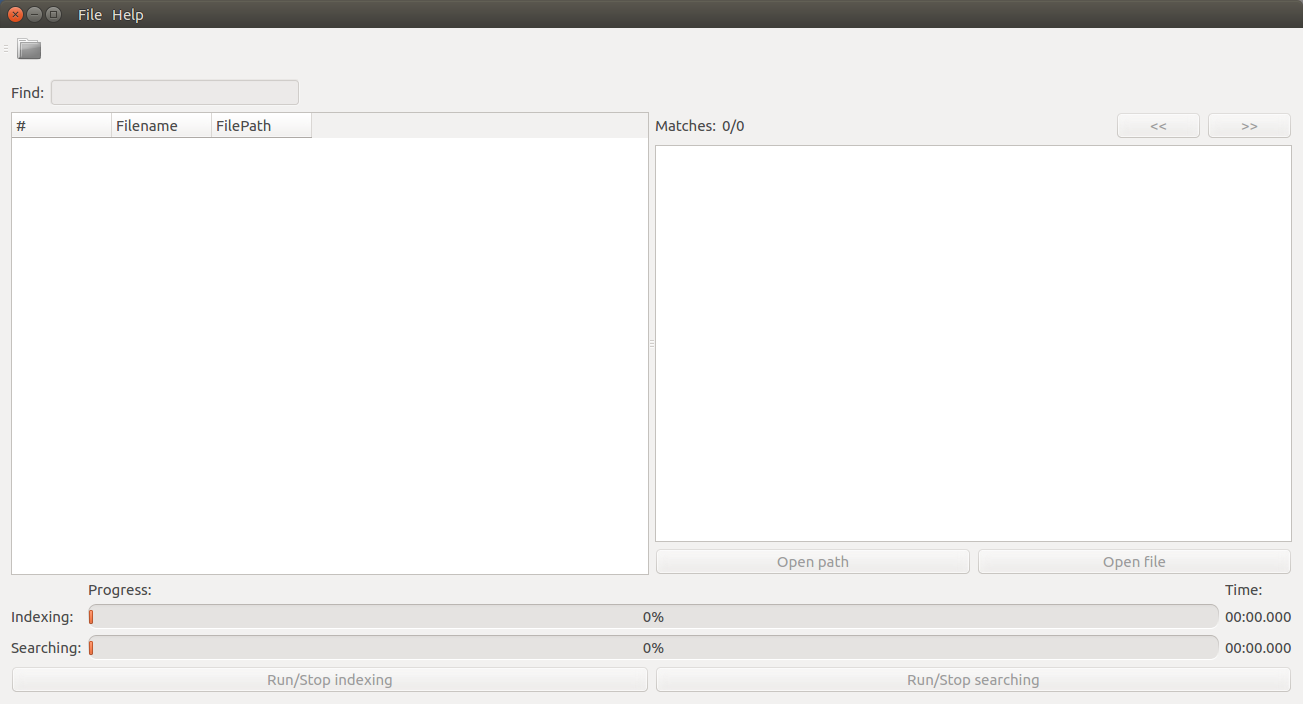 File Help
Find:
# Filename FilePath
Matches: 0/0 << >>
Open path Open file
Progress: Time:
Indexing: 0% 00:00.000
Searching: 0% 00:00.000
Run/Stop indexing Run/Stop searching